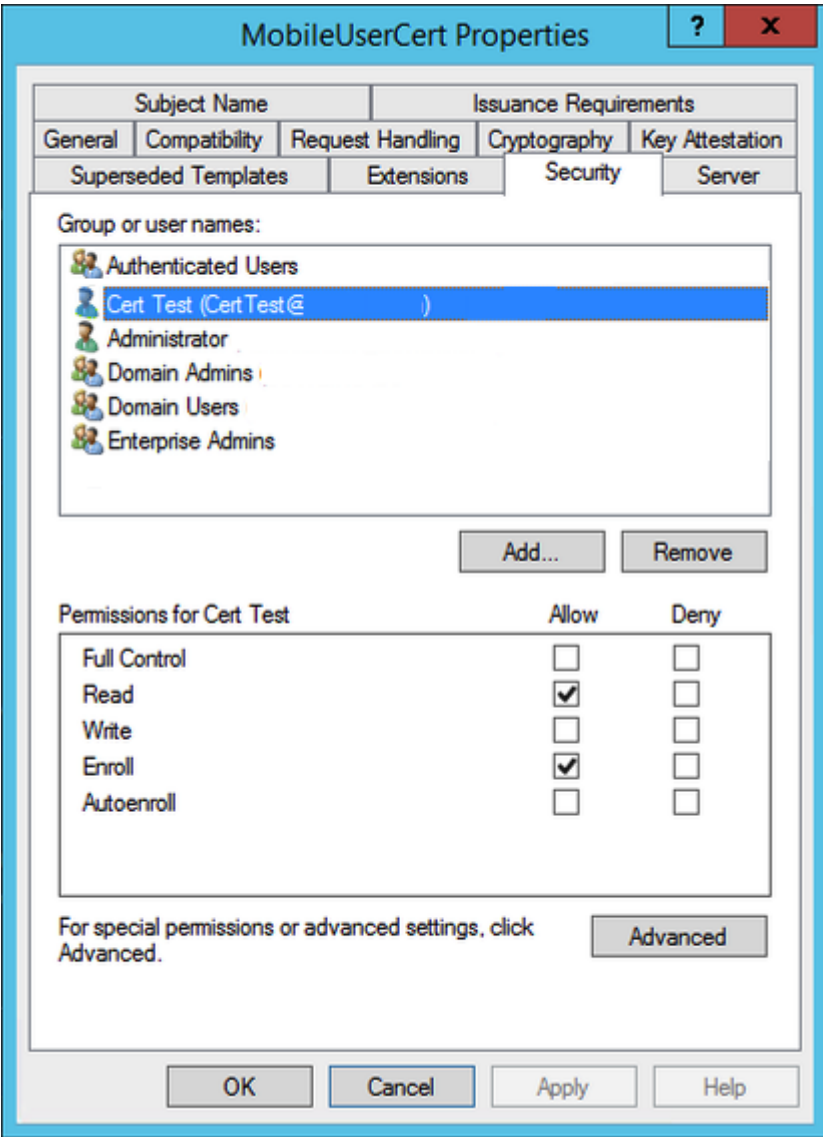 MobileUserCert Properties
?
x
Subject Name Issuance Requirements
General Compatibility Request Handling Cryptography Key Attestation
Superseded Templates Extensions Security Server
Group or user names:
Authenticated Users
Cert Test (CertTest@ )
Administrator
Domain Admins (
Domain Users
Enterprise Admins
Add... Remove
Permissions for Cert Test Allow Deny
Full Control
Read
Write
Enroll
Autoenroll
For special permissions or advanced settings, click
Advanced.
Advanced
OK Cancel Apply Help